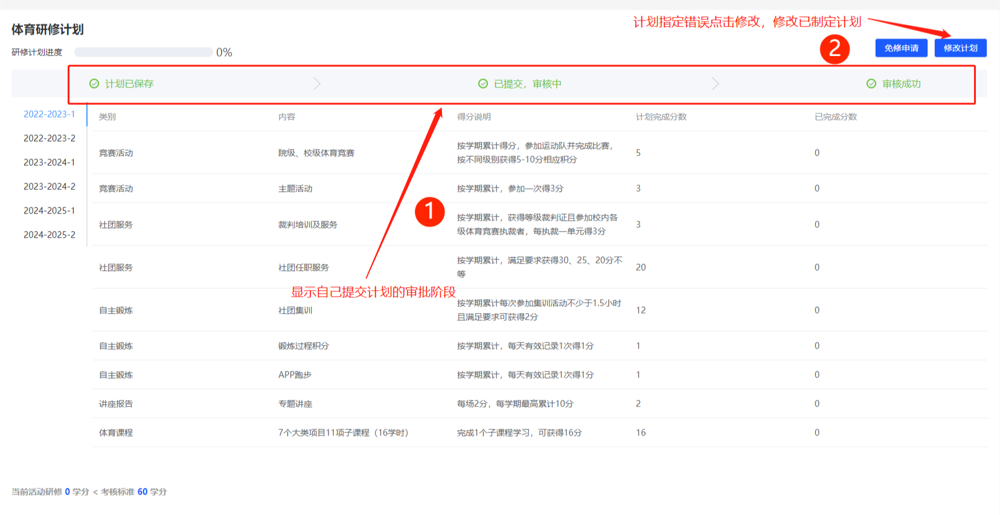 计划指定错误点击修改，修改已制定计划
体育研修计划
研修计划进度 0%
2
免修申请 修改计划
计划已保存 已提交，审核中 审核成功
2022-2023-1
2022-2023-2
2023-2024-1
2023-2024-2
2024-2025-1
2024-2025-2
类别 内容 得分说明 计划完成分数 已完成分数
竞赛活动 院级、校级体育竞赛 按学期累计得分，参加运动队并完成比赛，
按不同级别获得5-10分相应积分 5 0
竞赛活动 主题活动 按学期累计，参加一次得3分 3 0
1
社团服务 裁判培训及服务 按学期累计，获得等级裁判证且参加校内各
级体育竞赛执裁者，每执裁一单元得3分 3 0
社团服务 社团任职服务 按学期累计，满足要求获得30、25、20分不
等 20 0
显示自己提交计划的审批阶段
自主锻炼 社团集训 按学期累计每次参加集训活动不少于1.5小时
且满足要求可获得2分 12 0
自主锻炼 锻炼过程积分 按学期累计，每天有效记录1次得1分 1 0
自主锻炼 APP跑步 按学期累计，每天有效记录1次得1分 1 0
讲座报告 专题讲座 每场2分，每学期最高累计10分 2 0
体育课程 7个大类项目11项子课程（16学时） 完成1个子课程学习，可获得16分 16 0
当前活动研修 0 学分 < 考核标准 60 学分